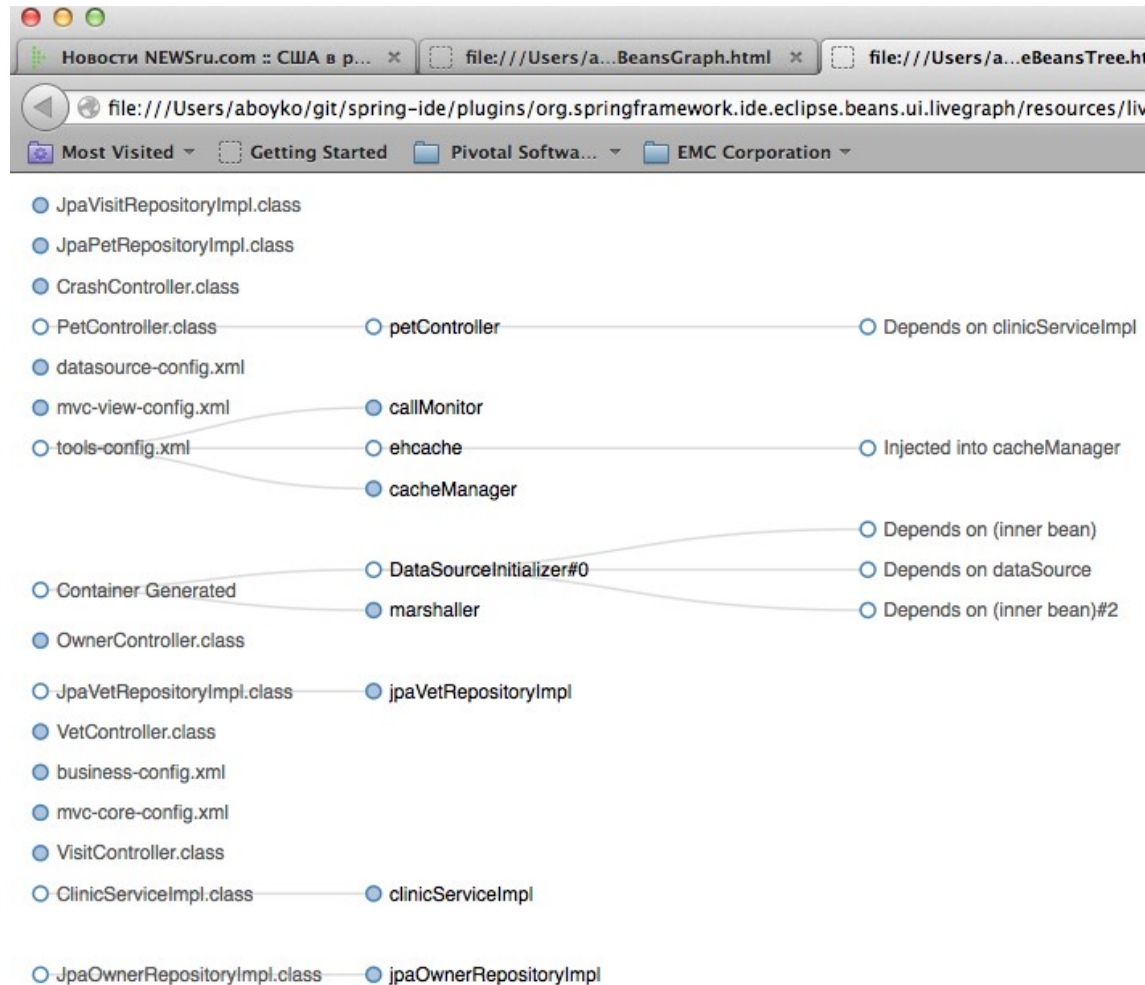 Новости NEWSru.com :: США в р... file:///Users/a...BeansGraph.html file:///Users/a...eBeansTree.ht
file:///Users/aboyko/git/spring-ide/plugins/org.springframework.ide.eclipse.beans.ui.livegraph/resources/liv
Most Visited Getting Started Pivotal Softwa... EMC Corporation
JpaVisitRepositoryImpl.class
JpaPetRepositoryImpl.class
CrashController.class
PetController.class petController Depends on clinicServiceImpl
datasource-config.xml
mvc-view-config.xml callMonitor
tools-config.xml ehcache Injected into cacheManager
cacheManager
Depends on (inner bean)
DataSourceInitializer#0 Depends on dataSource
Container Generated
marshaller Depends on (inner bean)#2
OwnerController.class
JpaVetRepositoryImpl.class jpaVetRepositoryImpl
VetController.class
business-config.xml
mvc-core-config.xml
VisitController.class
ClinicServiceImpl.class clinicServiceImpl
JpaOwnerRepositoryImpl.class jpaOwnerRepositoryImpl